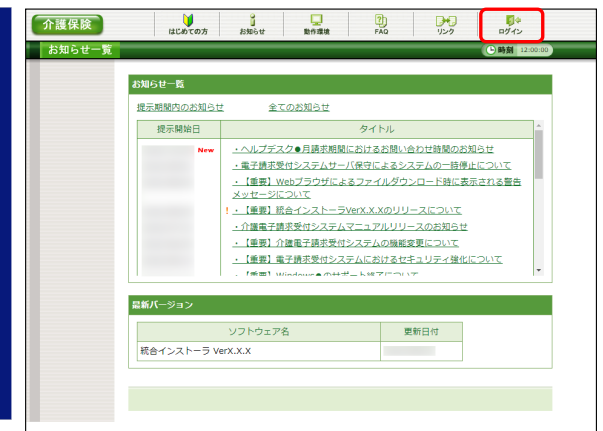 介護保険
はじめての方
お知らせ
動作環境
FAQ
リンク
ログイン
お知らせ一覧
時刻 12:00:00
お知らせ一覧
提示期間内のお知らせ 全てのお知らせ
提示開始日 タイトル
New ・ヘルプデスク●月請求期間におけるお問い合わせ時間のお知らせ
・電子請求受付システムサーバ保守によるシステムの一時停止について
・【重要】Webブラウザによるファイルダウンロード時に表示される警告
メッセージについて
! ・【重要】統合インストーラVerX.X.Xのリリースについて
・介護電子請求受付システムマニュアルリリースのお知らせ
・【重要】介護電子請求受付システムの機能変更について
・【重要】電子請求受付システムにおけるセキュリティ強化について
・【重要】Windows●のサポート終了について
最新バージョン
ソフトウェア名 更新日付
統合インストーラ VerX.X.X